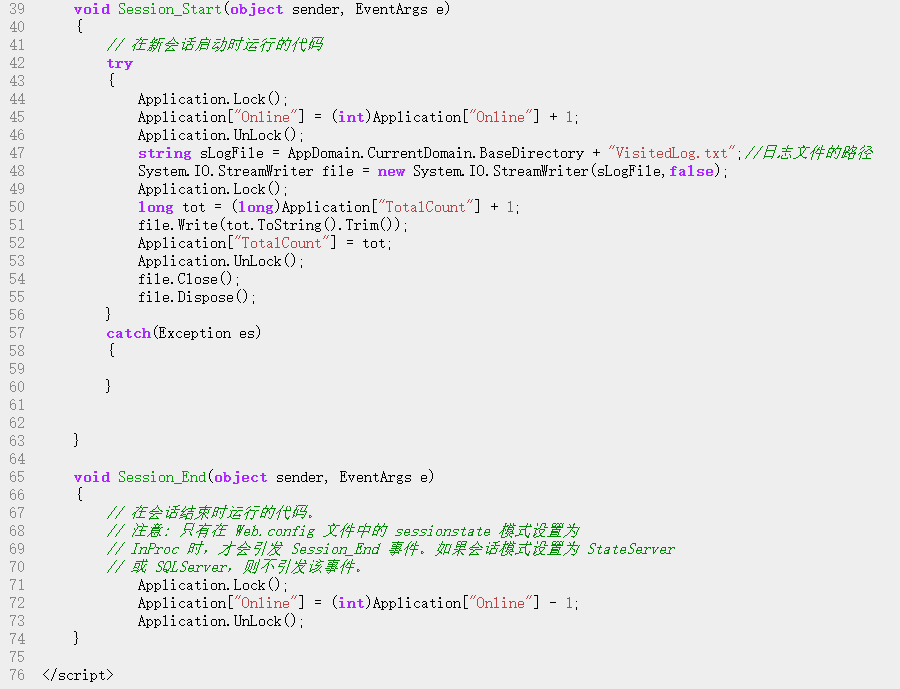 39 void Session_Start(object sender, EventArgs e)
40 {
41 // 在新会话启动时运行的代码
42 try
43 {
44 Application.Lock();
45 Application["Online"] = (int)Application["Online"] + 1;
46 Application.UnLock();
47 string sLogFile = AppDomain.CurrentDomain.BaseDirectory + "VisitedLog.txt";//日志文件的路径
48 System.IO.StreamWriter file = new System.IO.StreamWriter(sLogFile,false);
49 Application.Lock();
50 long tot = (long)Application["TotalCount"] + 1;
51 file.Write(tot.ToString().Trim());
52 Application["TotalCount"] = tot;
53 Application.UnLock();
54 file.Close();
55 file.Dispose();
56 }
57 catch(Exception es)
58 {
59
60 }
61
62
63 }
64
65 void Session_End(object sender, EventArgs e)
66 {
67 // 在会话结束时运行的代码。
68 // 注意: 只有在 Web.config 文件中的 sessionstate 模式设置为
69 // InProc 时，才会引发 Session_End 事件。如果会话模式设置为 StateServer
70 // 或 SQLServer，则不引发该事件。
71 Application.Lock();
72 Application["Online"] = (int)Application["Online"] - 1;
73 Application.UnLock();
74 }
75
76 </script>